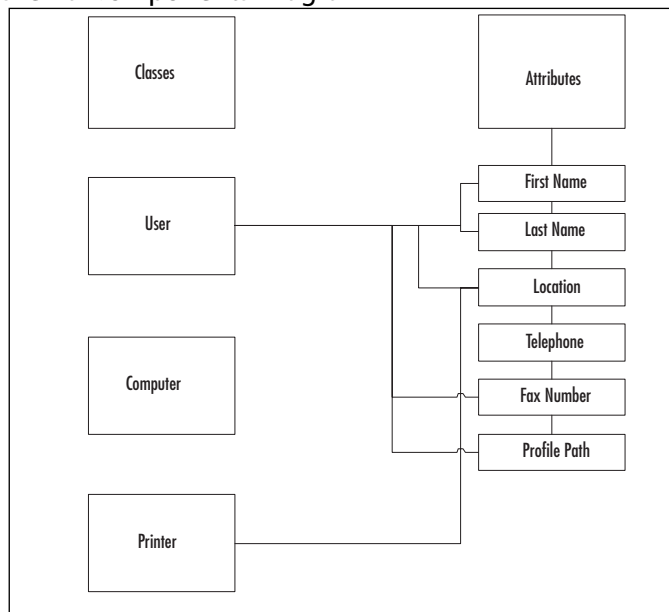 Classes
Attributes
First Name
User
Last Name
Location
Telephone
Computer
Fax Number
Profile Path
Printer